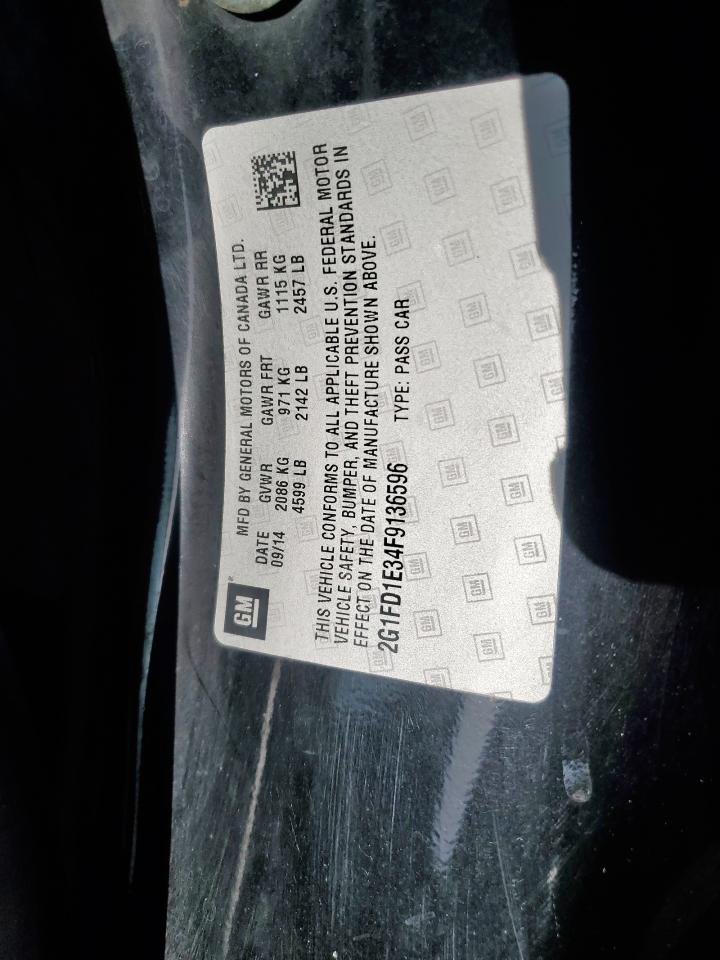 GM
MFD BY GENERAL MOTORS OF CANADA LTD.
DATE GVWR GAWR FRT GAWR RR
09/14 2086 KG 971 KG 1115 KG
4599 LB 2142 LB 2457 LB
THIS VEHICLE CONFORMS TO ALL APPLICABLE U.S. FEDERAL MOTOR
VEHICLE SAFETY, BUMPER, AND THEFT PREVENTION STANDARDS IN
EFFECT ON THE DATE OF MANUFACTURE SHOWN ABOVE.
2G1FD1E34F9136596 TYPE: PASS CAR